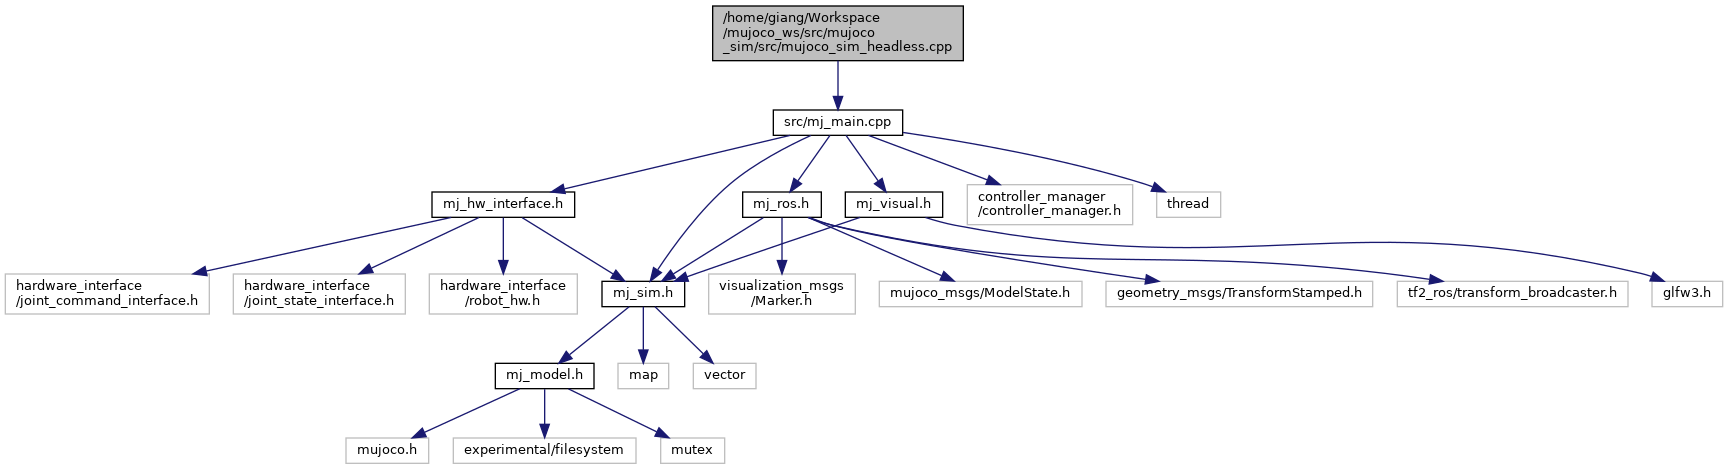 /home/giang/Workspace
/mujoco_ws/src/mujoco
_sim/src/mujoco_sim_headless.cpp
src/mj_main.cpp
mj_hw_interface.h
mj_ros.h
mj_visual.h
controller_manager
/controller_manager.h
thread
hardware_interface
/joint_command_interface.h
hardware_interface
/joint_state_interface.h
hardware_interface
/robot_hw.h
mj_sim.h
visualization_msgs
/Marker.h
mujoco_msgs/ModelState.h
geometry_msgs/TransformStamped.h
tf2_ros/transform_broadcaster.h
glfw3.h
mj_model.h
map
vector
mujoco.h
experimental/filesystem
mutex